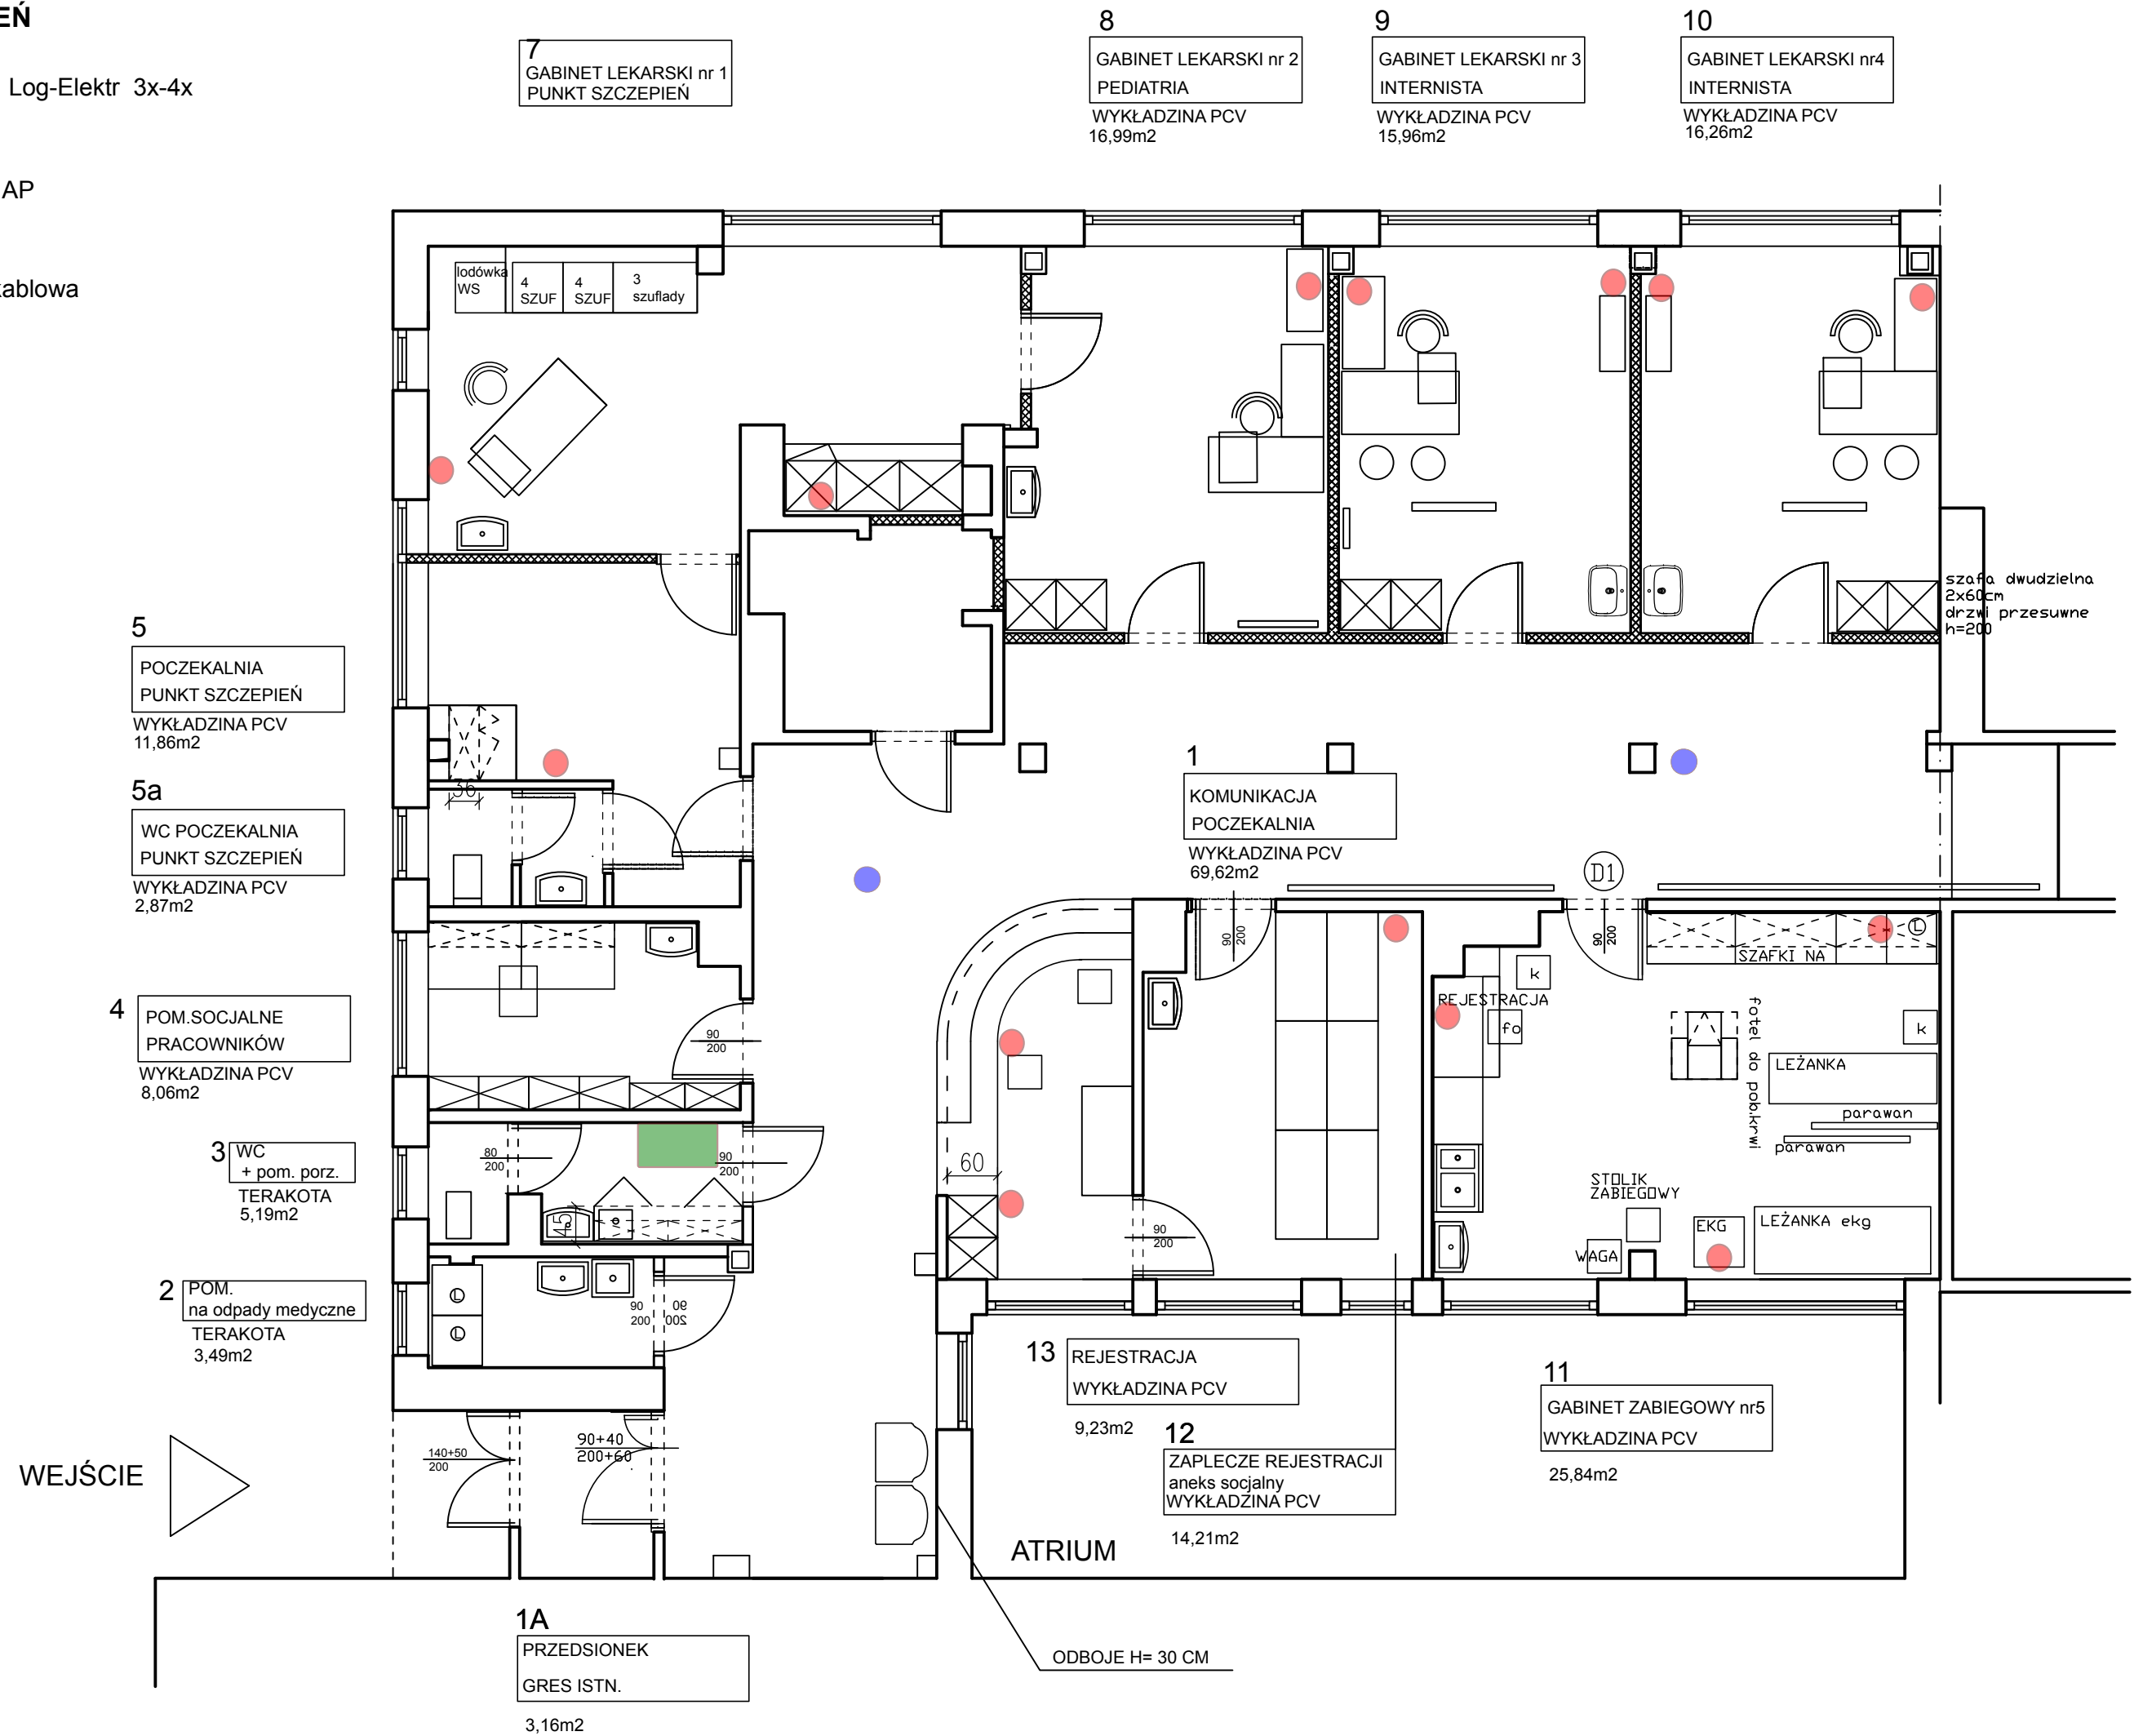 EŃ
Log-Elektr 3x-4x
AP
kablowa
7
GABINET LEKARSKI nr 1
PUNKT SZCZEPIEŃ
8
GABINET LEKARSKI nr 2
PEDIATRIA
WYKŁADZINA PCV
16,99m2
9
GABINET LEKARSKI nr 3
INTERNISTA
WYKŁADZINA PCV
15,96m2
10
GABINET LEKARSKI nr4
INTERNISTA
WYKŁADZINA PCV
16,26m2
lodówka
WS
4
SZUF
4
SZUF
3
szuflady
szafa dwudzielna
2x60cm
drzwi przesuwne
h=200
5
POCZEKALNIA
PUNKT SZCZEPIEŃ
WYKŁADZINA PCV
11,86m2
5a
WC POCZEKALNIA
PUNKT SZCZEPIEŃ
WYKŁADZINA PCV
2,87m2
36
1
KOMUNIKACJA
POCZEKALNIA
WYKŁADZINA PCV
69,62m2
D1
90
200
90
200
SZAFKI NA
L
k
REJESTRACJA
fo
fotel do pob.krwi
k
LEŻANKA
parawan
parawan
STOLIK
ZABIEGOWY
EKG
LEŻANKA ekg
WAGA
4
POM.SOCJALNE
PRACOWNIKÓW
WYKŁADZINA PCV
8,06m2
90
200
3
WC
+ pom. porz.
TERAKOTA
5,19m2
80
200
90
200
45
60
90
200
2
POM.
na odpady medyczne
TERAKOTA
3,49m2
L
L
90
200
90
200
13
REJESTRACJA
WYKŁADZINA PCV
9,23m2
12
ZAPLECZE REJESTRACJI
aneks socjalny
WYKŁADZINA PCV
14,21m2
11
GABINET ZABIEGOWY nr5
WYKŁADZINA PCV
25,84m2
WEJŚCIE
140+50
200
90+40
200+60
ATRIUM
1A
PRZEDSIONEK
GRES ISTN.
3,16m2
ODBOJE H= 30 CM